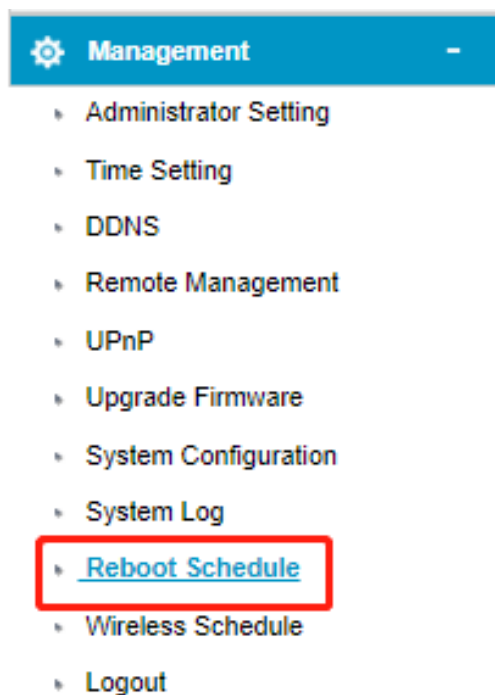 Management
Administrator Setting
Time Setting
DDNS
Remote Management
UPnP
Upgrade Firmware
System Configuration
System Log
Reboot Schedule
Wireless Schedule
Logout